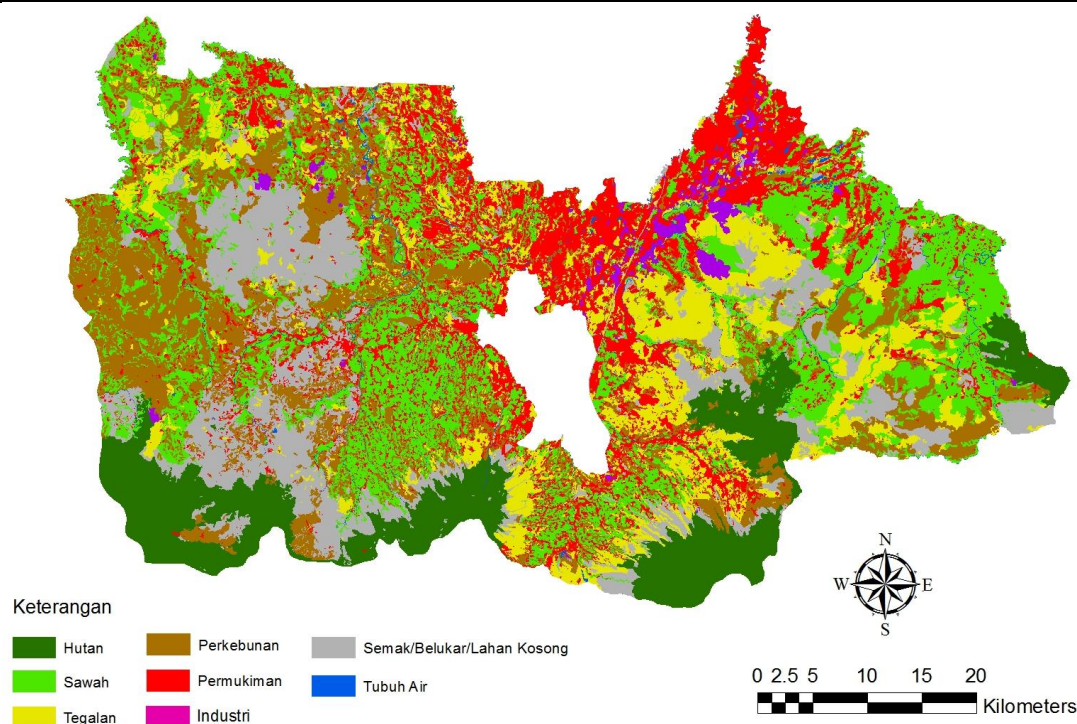 N
W E
S
Keterangan
Hutan
Sawah
Tegalan
Perkebunan
Permukiman
Industri
Semak/Belukar/Lahan Kosong
Tubuh Air
0 2.5 5 10 15 20
Kilometers